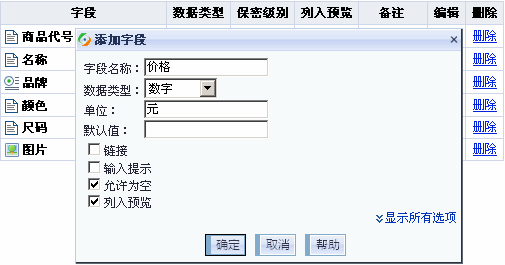 字段 数据类型 保密级别 列入预览 备注 编辑 删除
商品代号 删除
添加字段
名称 删除
字段名称： 价格
品牌 删除
数据类型： 数字
颜色 删除
单位： 元
尺码 删除
默认值：
图片 删除
链接
输入提示
允许为空
列入预览
显示所有选项
确定 取消 帮助